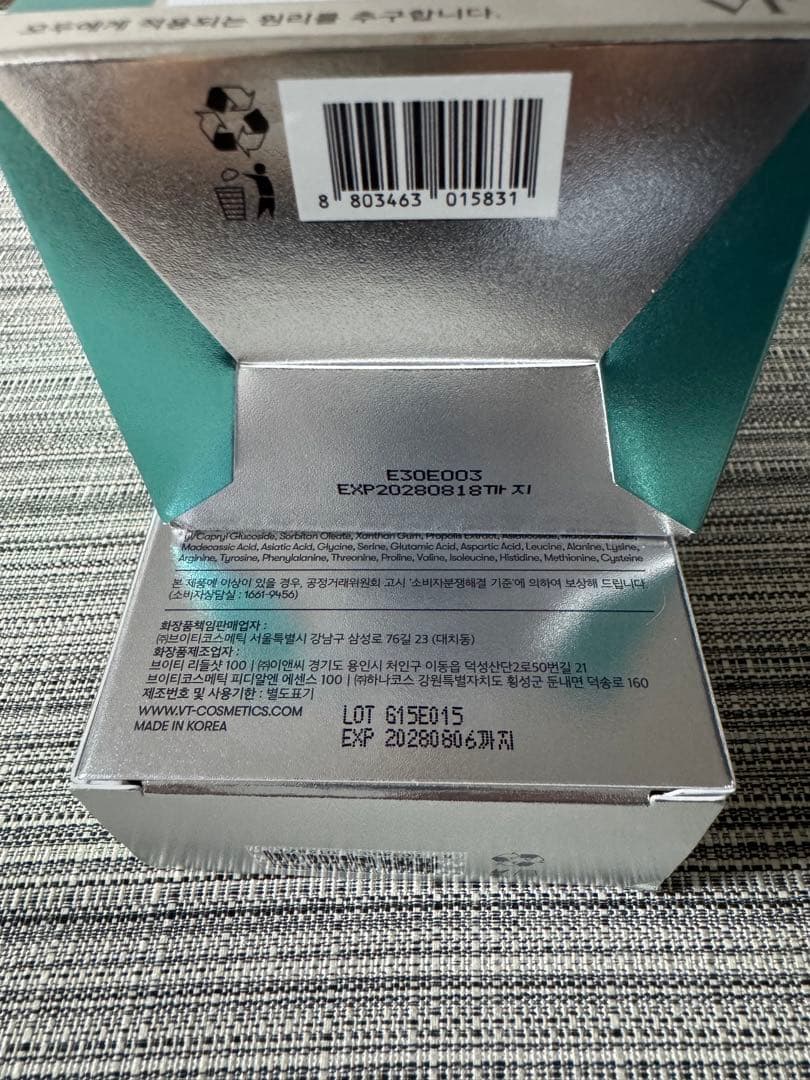 모두에게 적용되는 원리를 추구합니다.
8 803463 015831
E30E003
EXP20280818까지
Capryl Glucoside, Sorbitan Oleate, Xanthan Gum, Propolis Extract, Asiaticoside,
Madecassic Acid, Asiatic Acid, Glycine, Serine, Glutamic Acid, Aspartic Acid, Leucine, Alanine, Lysine,
Arginine, Tyrosine, Phenylalanine, Threonine, Proline, Valine, Isoleucine, Histidine, Methionine, Cysteine
본 제품에 이상이 있을 경우, 공정거래위원회 고시 '소비자분쟁해결 기준'에 의하여 보상해 드립니다.
(소비자상담실 : 1661-9456)
화장품책임판매업자 :
㈜브이티코스메틱 서울특별시 강남구 삼성로 76길 23 (대치동)
화장품제조업자 :
브이티 리들샷 100 | ㈜이앤씨 경기도 용인시 처인구 이동읍 덕성산단2로50번길 21
브이티코스메틱 피디알엔 에센스 100 | ㈜하나코스 강원특별자치도 횡성군 둔내면 덕송로 160
제조번호 및 사용기한 : 별도표기
WWW.VT-COSMETICS.COM
MADE IN KOREA
LOT G15E015
EXP 20280806까지